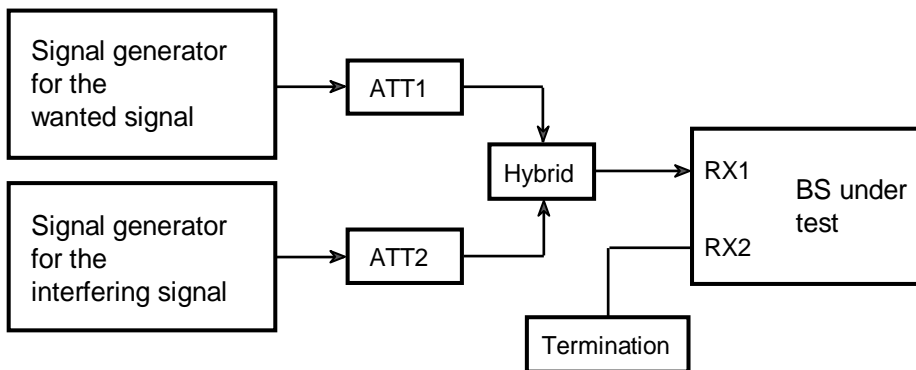 Signal generator
for the
wanted signal
ATT1
Hybrid
RX1
BS under
test
RX2
Signal generator
for the
interfering signal
ATT2
Termination